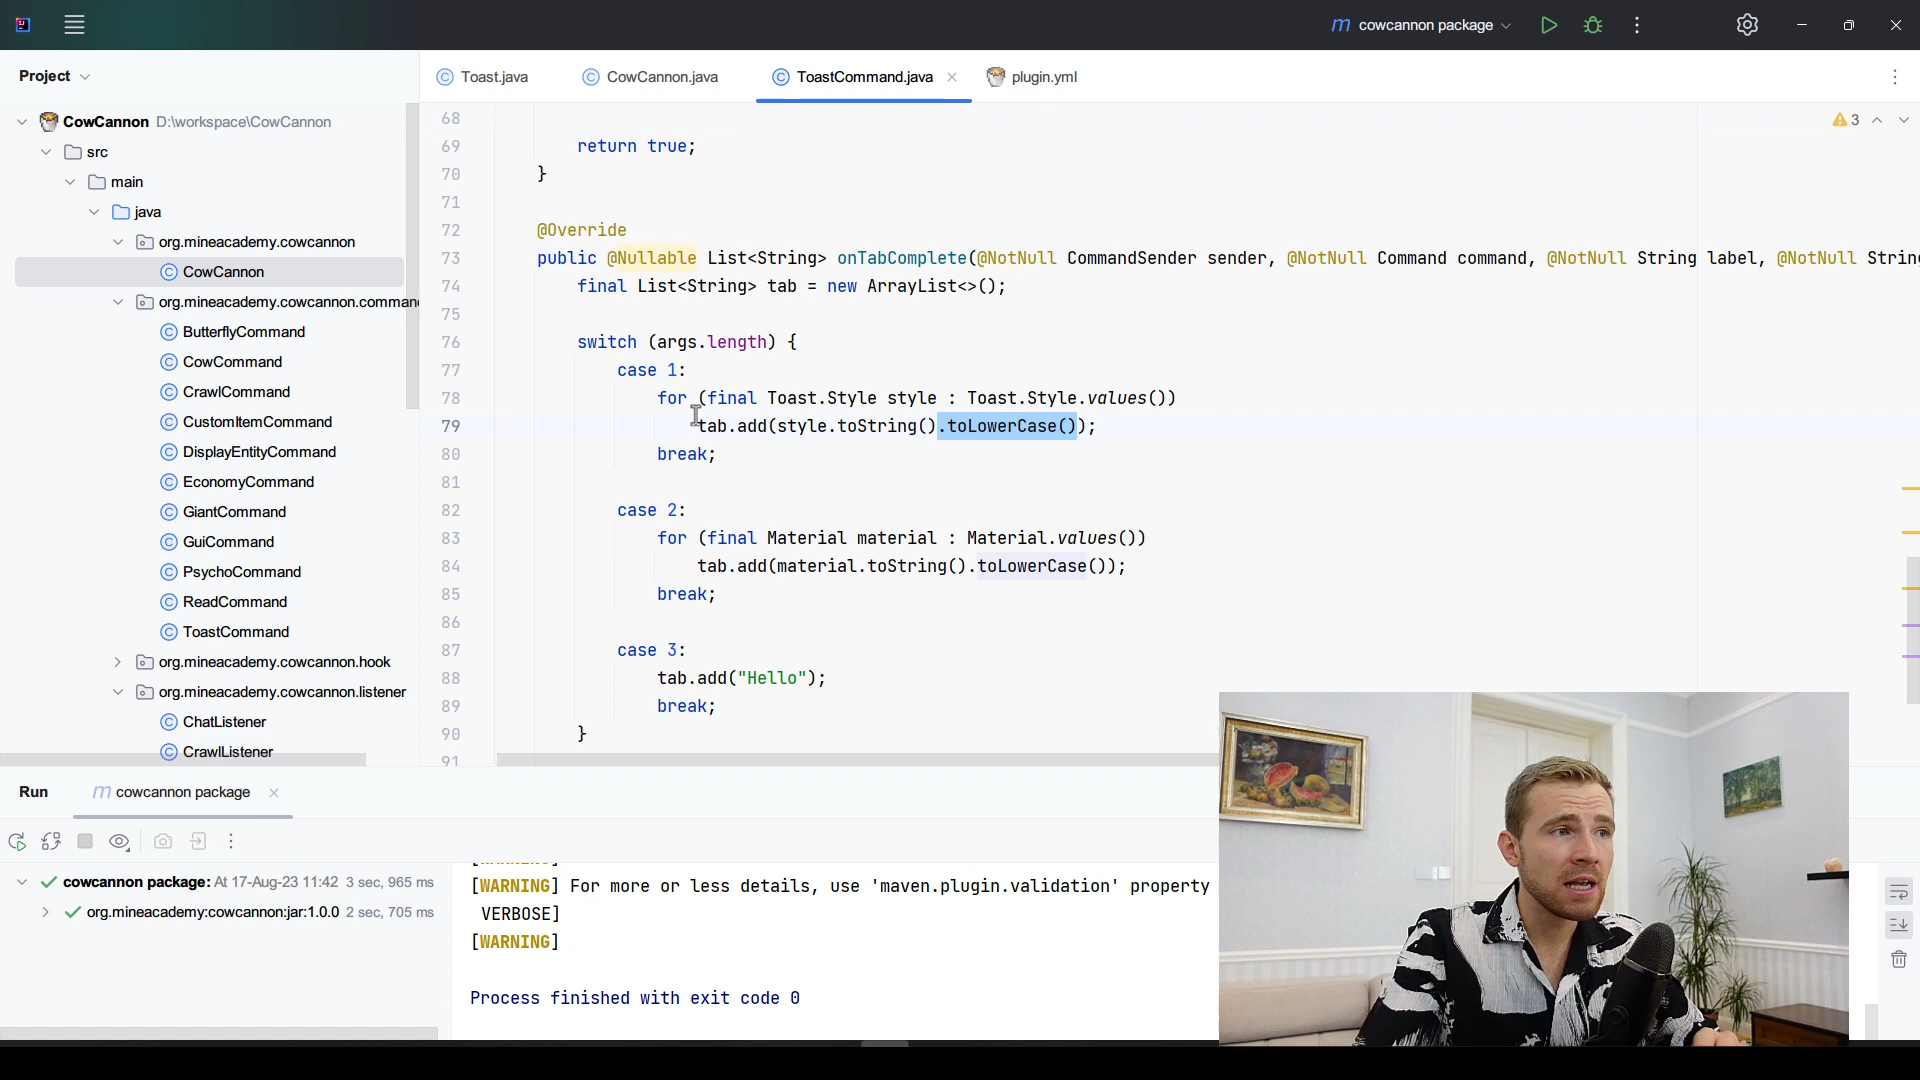 cowcannon package
Project
Toast.java
CowCannon.java
ToastCommand.java
plugin.yml
CowCannon D:\workspace\CowCannon
src
main
java
org.mineacademy.cowcannon
CowCannon
org.mineacademy.cowcannon.comman
ButterflyCommand
CowCommand
CrawlCommand
CustomItemCommand
DisplayEntityCommand
EconomyCommand
GiantCommand
GuiCommand
PsychoCommand
ReadCommand
ToastCommand
org.mineacademy.cowcannon.hook
org.mineacademy.cowcannon.listener
ChatListener
CrawlListener
3
68
69 return true;
70 }
71
72 @Override
73 public @Nullable List<String> onTabComplete(@NotNull CommandSender sender, @NotNull Command command, @NotNull String label, @NotNull String
74 final List<String> tab = new ArrayList<>();
75
76 switch (args.length) {
77 case 1:
78 for (final Toast.Style style : Toast.Style.values())
79 tab.add(style.toString().toLowerCase());
80 break;
81
82 case 2:
83 for (final Material material : Material.values())
84 tab.add(material.toString().toLowerCase());
85 break;
86
87 case 3:
88 tab.add("Hello");
89 break;
90 }
91
Run
cowcannon package
cowcannon package: At 17-Aug-23 11:42 3 sec, 965 ms
org.mineacademy:cowcannon:jar:1.0.0 2 sec, 705 ms
[WARNING] For more or less details, use 'maven.plugin.validation' property
VERBOSE]
[WARNING]
Process finished with exit code 0